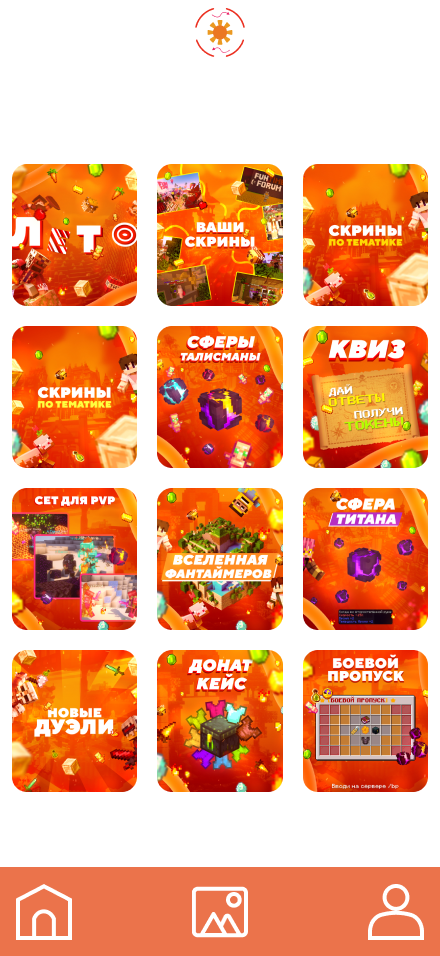 ЛОТО
FUN
FORUM
ВАШИ
СКРИНЫ
СКРИНЫ
ПО ТЕМАТИКЕ
СКРИНЫ
ПО ТЕМАТИКЕ
СФЕРЫ
ТАЛИСМАНЫ
КВИЗ
ДАЙ
ОТВЕТЫ
ПОЛУЧИ
ТОКЕНЫ
СЕТ ДЛЯ PVP
ВСЕЛЕННАЯ
ФАНТАЙМЕРОВ
СФЕРА
ТИТАНА
НОВЫЕ
ДУЭЛИ
ДОНАТ
КЕЙС
БОЕВОЙ
ПРОПУСК
БОЕВОЙ ПРОПУСК
Вводи на сервере /bp